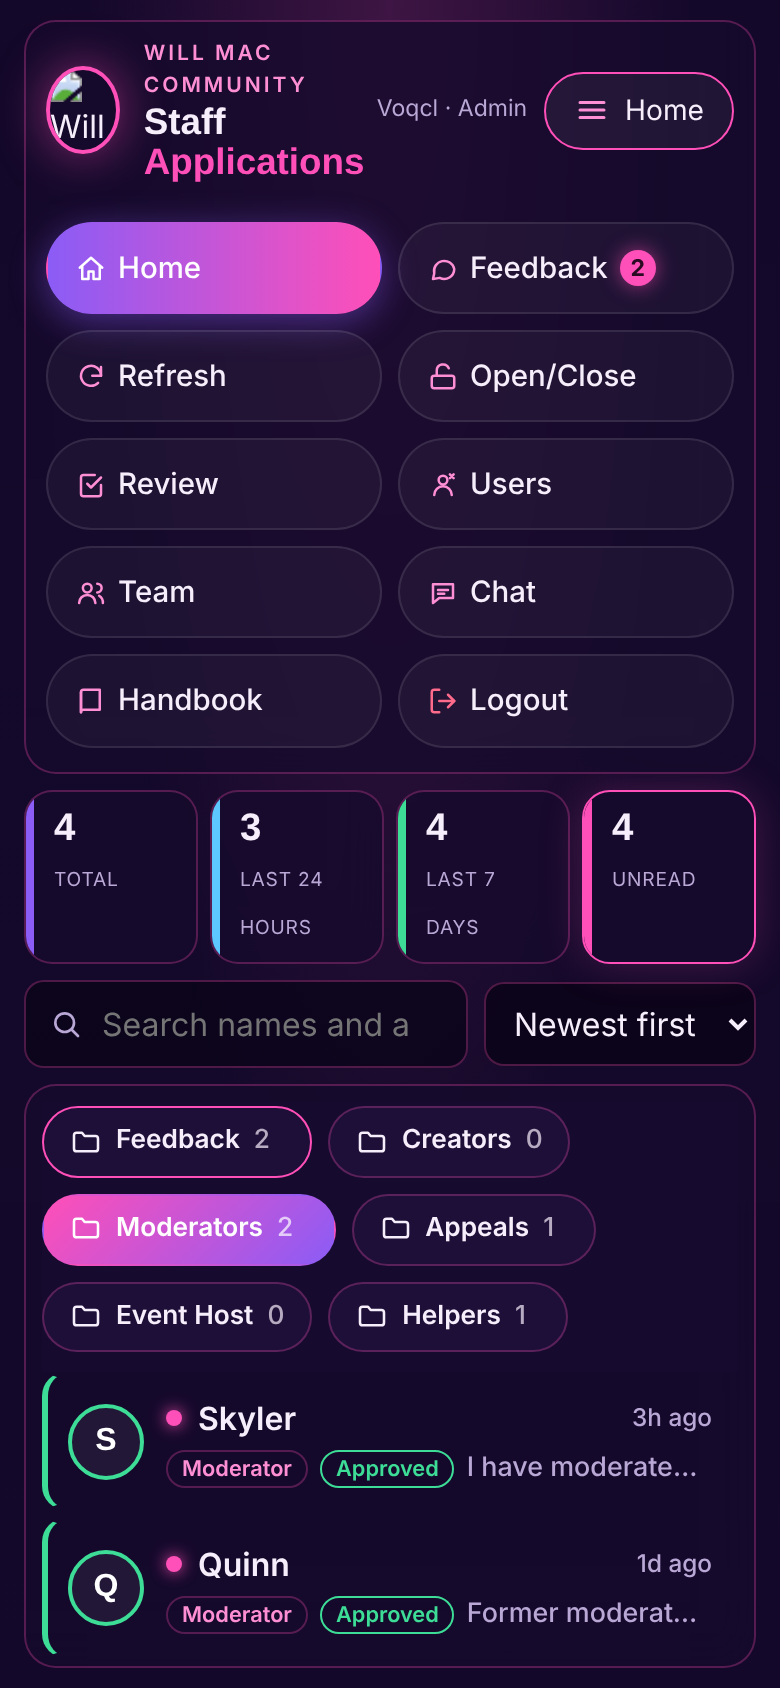 WILL MAC
COMMUNITY
Staff
Applications
Will
Voqcl · Admin
Home
Home
Feedback 2
Refresh
Open/Close
Review
Users
Team
Chat
Handbook
Logout
4
TOTAL
3
LAST 24
HOURS
4
LAST 7
DAYS
4
UNREAD
Search names and a
Newest first
Feedback 2
Creators 0
Moderators 2
Appeals 1
Event Host 0
Helpers 1
S
Skyler
3h ago
Moderator Approved I have moderate...
Q
Quinn
1d ago
Moderator Approved Former moderat...